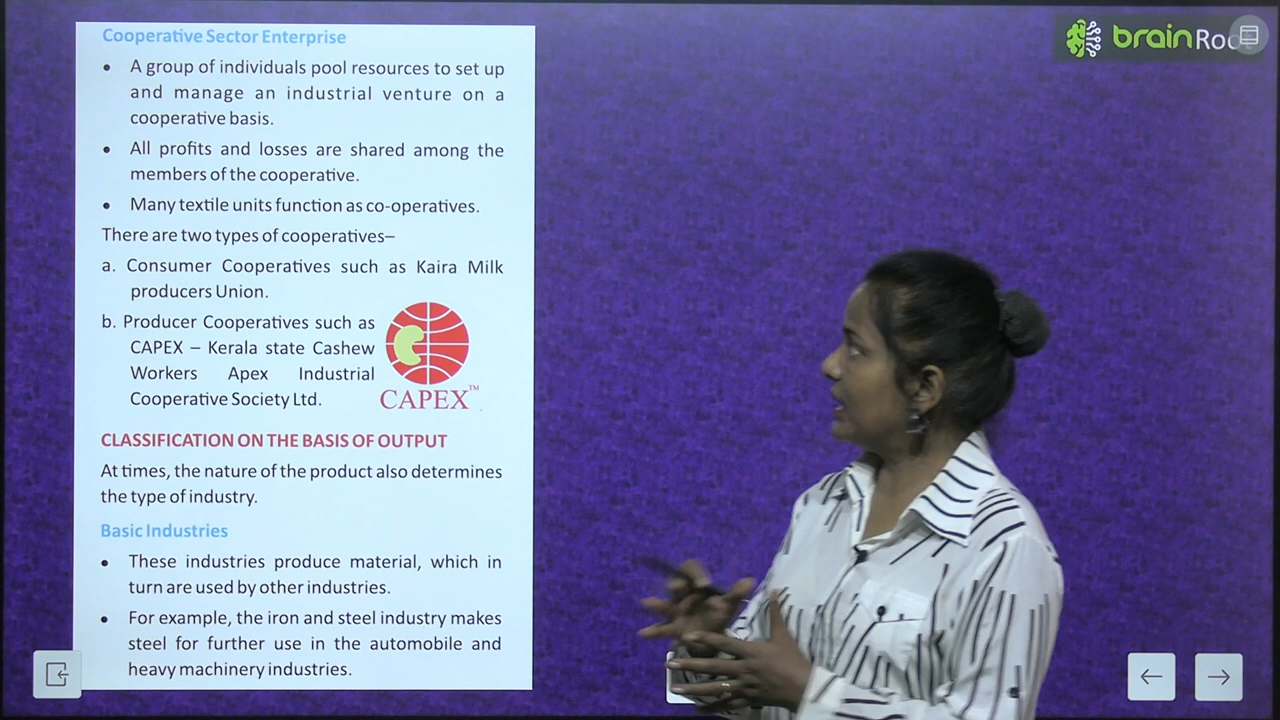 Cooperative Sector Enterprise
• A group of individuals pool resources to set up
and manage an industrial venture on a
cooperative basis.
• All profits and losses are shared among the
members of the cooperative.
• Many textile units function as co-operatives.
There are two types of cooperatives–
a. Consumer Cooperatives such as Kaira Milk
producers Union.
b. Producer Cooperatives such as
CAPEX – Kerala state Cashew
Workers Apex Industrial
Cooperative Society Ltd.
CAPEX™
CLASSIFICATION ON THE BASIS OF OUTPUT
At times, the nature of the product also determines
the type of industry.
Basic Industries
• These industries produce material, which in
turn are used by other industries.
• For example, the iron and steel industry makes
steel for further use in the automobile and
heavy machinery industries.
brain